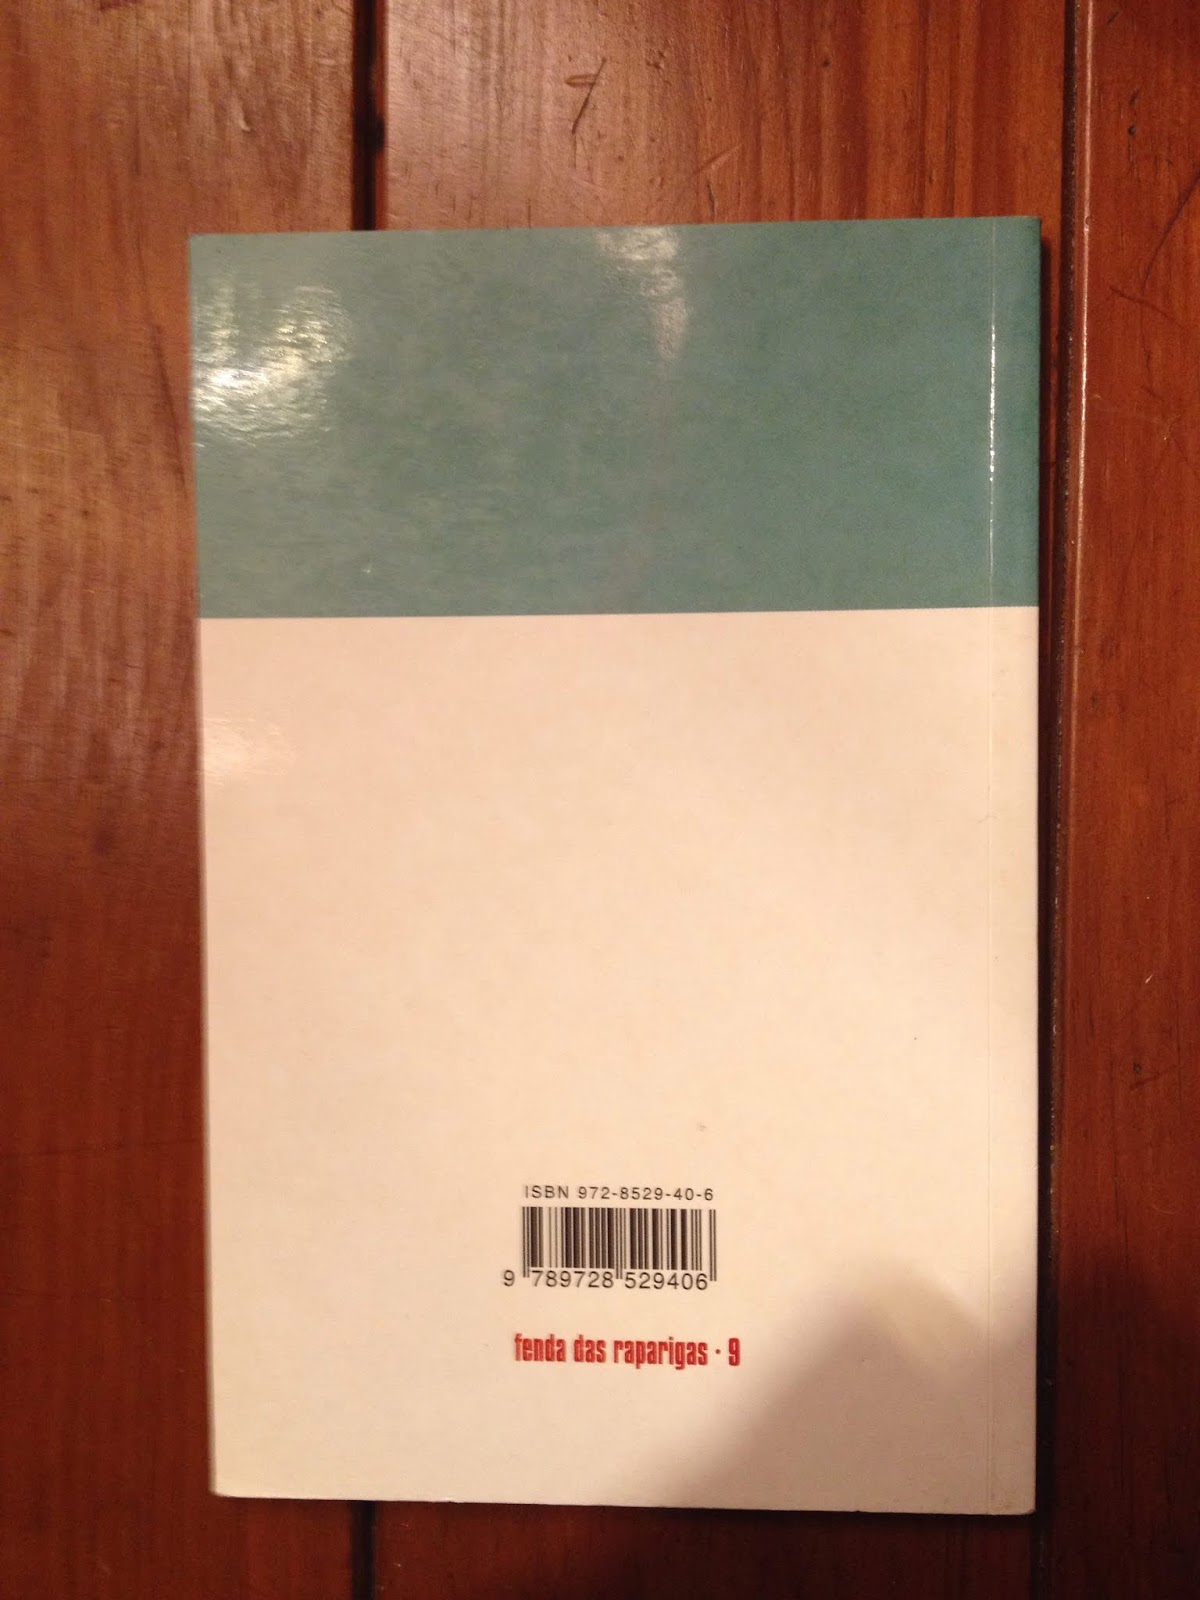 ISBN 972-8529-40-6
9 789728 529406
fenda das raparigas · 9